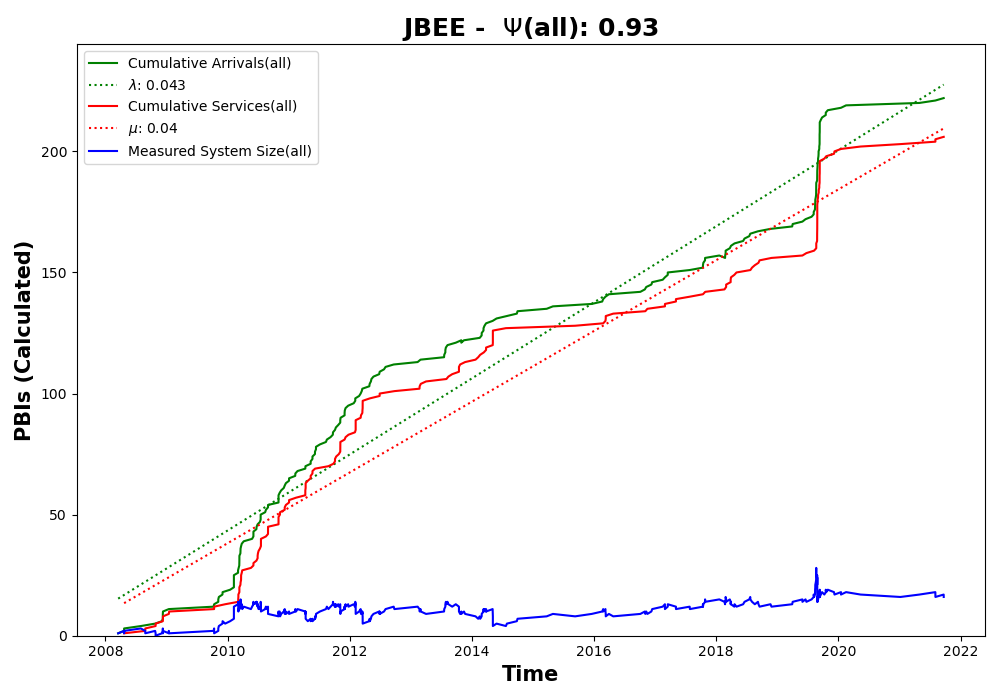 JBEE - Ψ(all): 0.93
Cumulative Arrivals(all)
λ: 0.043
Cumulative Services(all)
μ: 0.04
Measured System Size(all)
PBIs (Calculated)
200
150
100
50
0
2008 2010 2012 2014 2016 2018 2020 2022
Time